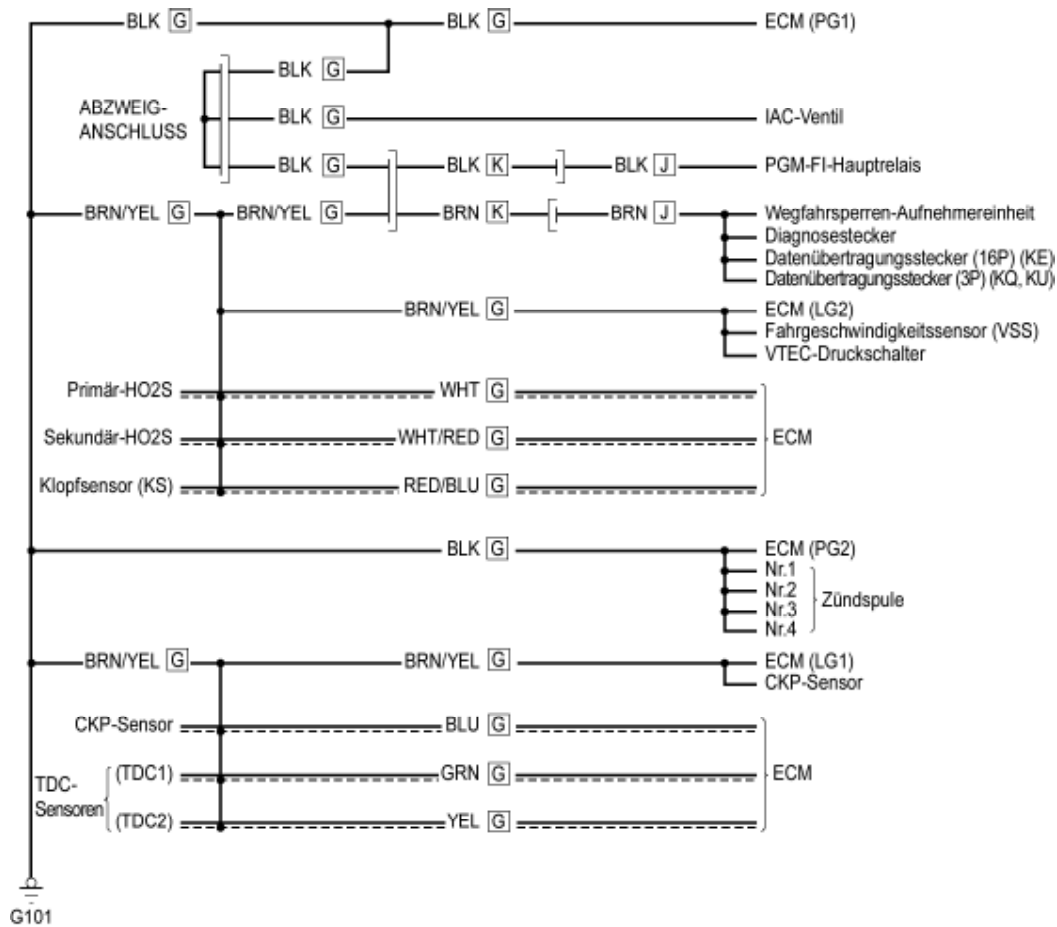 BLK G BLK G ECM (PG1)
BLK G
ABZWEIG-
ANSCHLUSS
BLK G IAC-Ventil
BLK G BLK K BLK J PGM-FI-Hauptrelais
BRN/YEL G BRN/YEL G BRN K BRN J Wegfahrsperren-Aufnehmereinheit
Diagnosestecker
Datenübertragungsstecker (16P) (KE)
Datenübertragungsstecker (3P) (KQ, KU)
BRN/YEL G ECM (LG2)
Fahrgeschwindigkeitssensor (VSS)
VTEC-Druckschalter
Primär-HO2S WHT G
Sekundär-HO2S WHT/RED G ECM
Klopfsensor (KS) RED/BLU G
BLK G ECM (PG2)
Nr.1
Nr.2
Zündspule
Nr.3
Nr.4
BRN/YEL G BRN/YEL G ECM (LG1)
CKP-Sensor
CKP-Sensor BLU G
TDC-
Sensoren
(TDC1) GRN G ECM
(TDC2) YEL G
G101